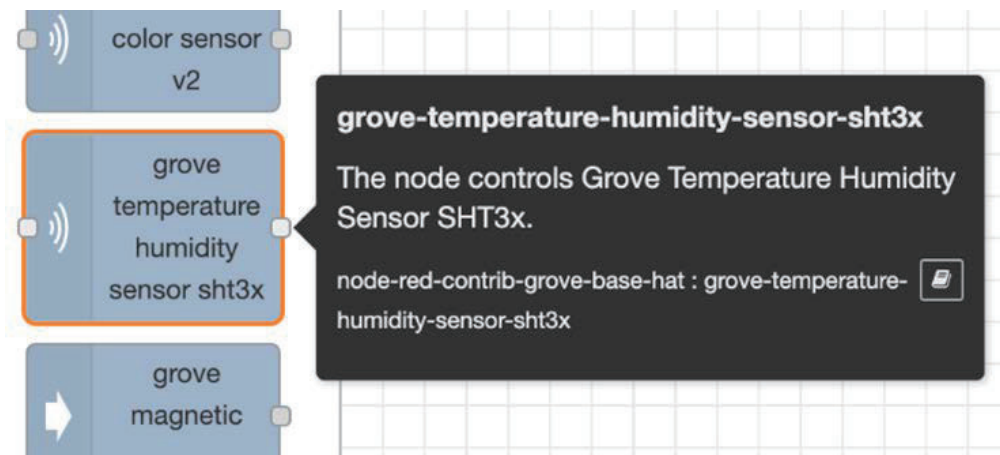 color sensor
v2
grove
temperature
humidity
sensor sht3x
grove
magnetic
grove-temperature-humidity-sensor-sht3x
The node controls Grove Temperature Humidity
Sensor SHT3x.
node-red-contrib-grove-base-hat : grove-temperature-
humidity-sensor-sht3x